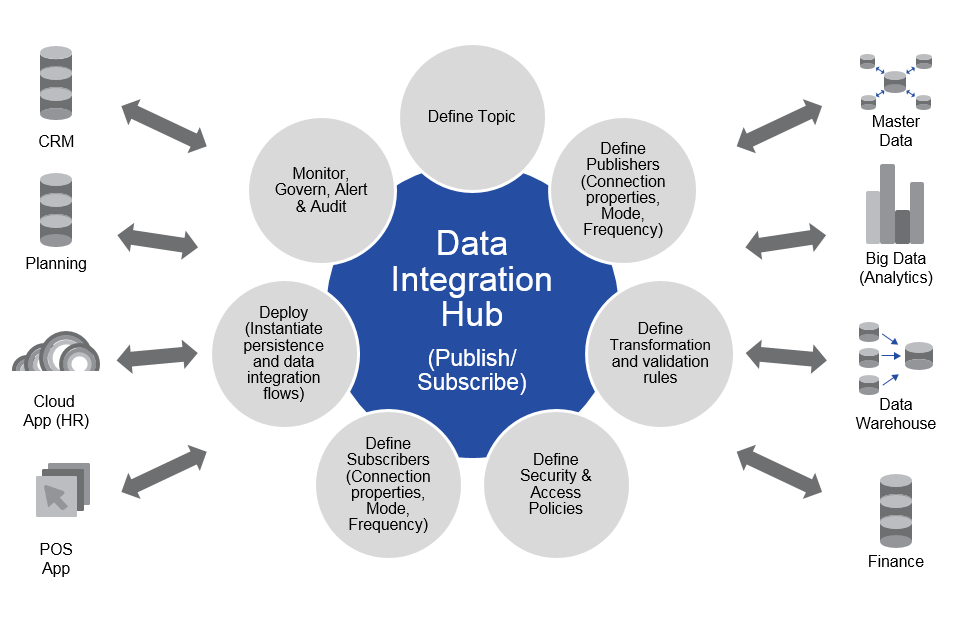 CRM
Planning
Cloud
App (HR)
POS
App
Define Topic
Define
Publishers
(Connection
properties,
Mode,
Frequency)
Define
Transformation
and validation
rules
Define
Security &
Access
Policies
Define
Subscribers
(Connection
properties,
Mode,
Frequency)
Deploy
(Instantiate
persistence
and data
integration
flows)
Monitor,
Govern, Alert
& Audit
Data
Integration
Hub
(Publish/
Subscribe)
Master
Data
Big Data
(Analytics)
Data
Warehouse
Finance